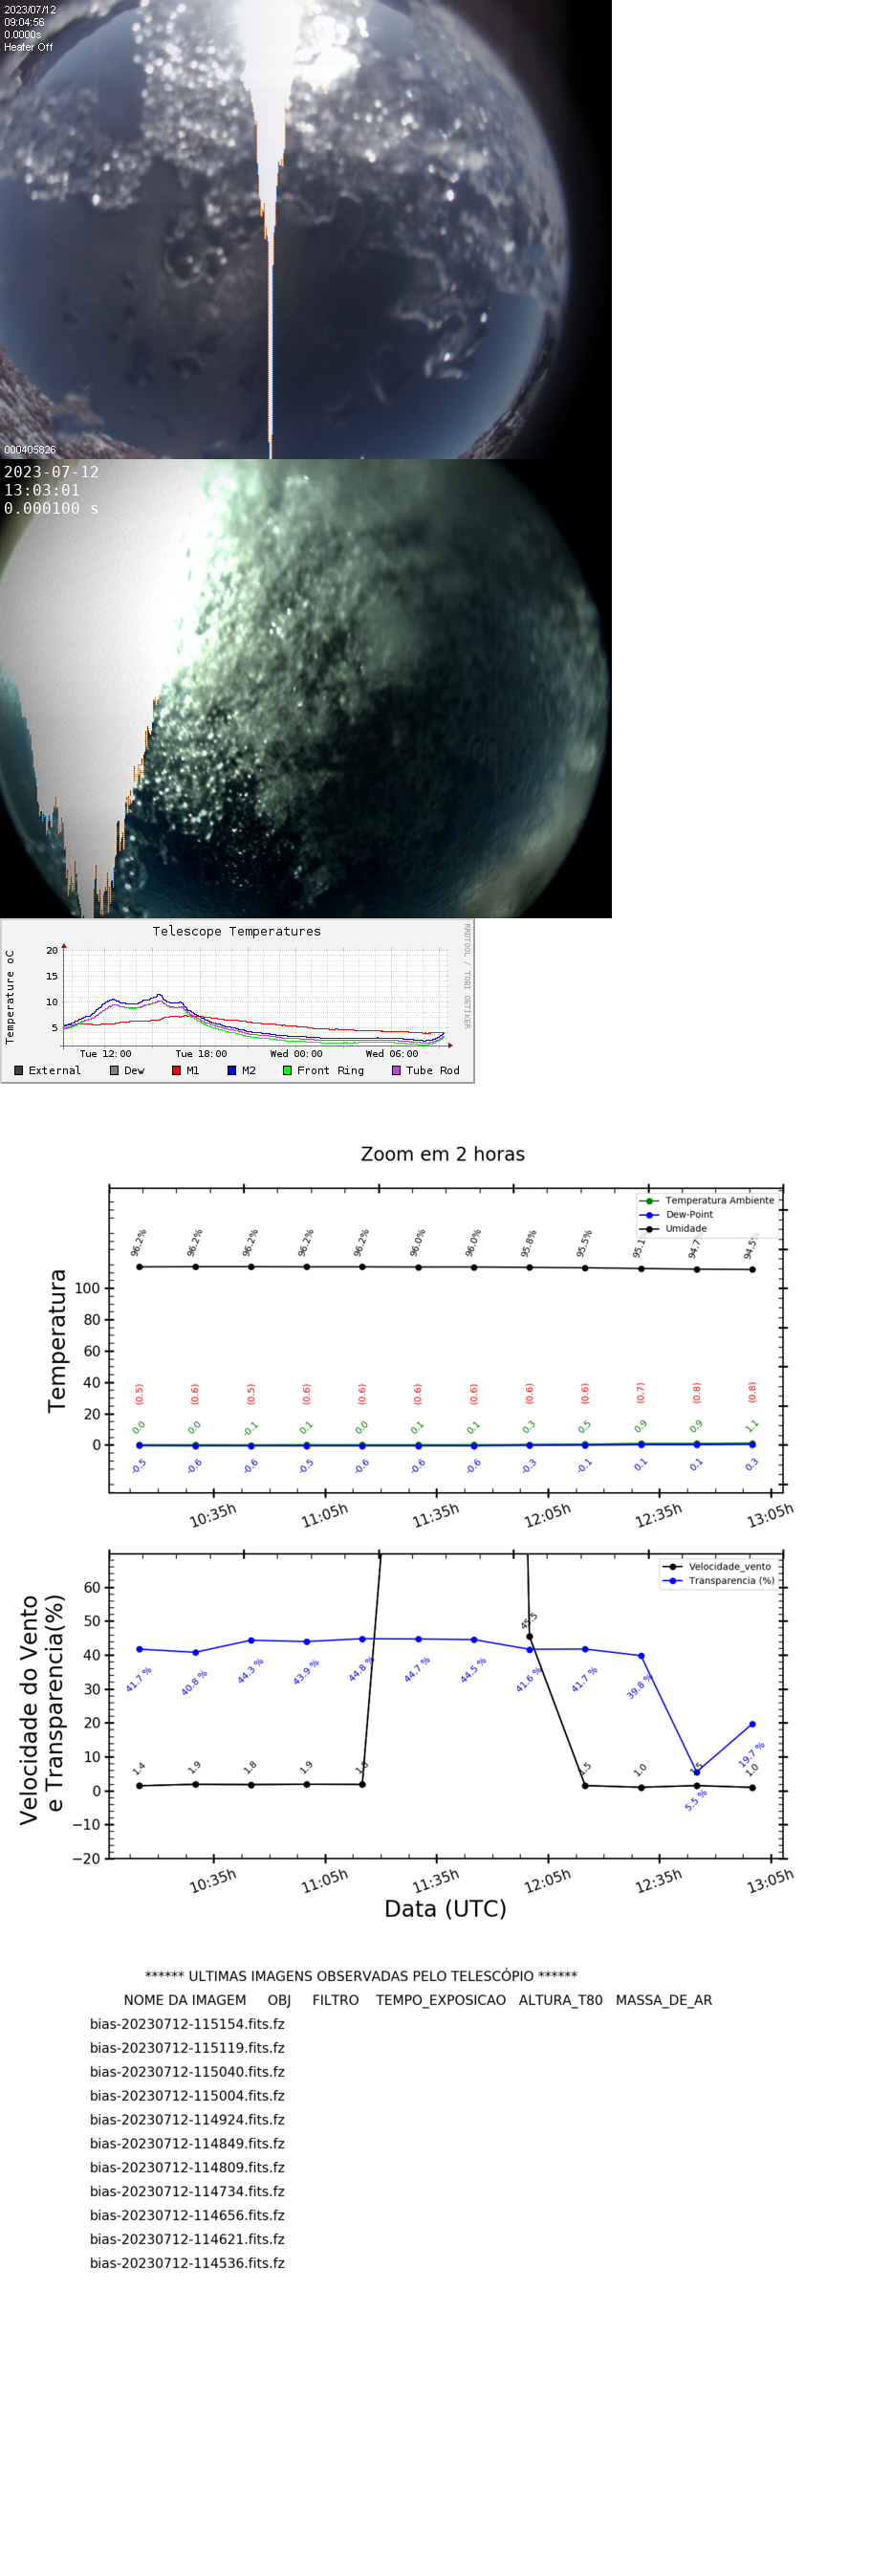 2023/07/12
09:04:56
0.0000s
Heater Off
000405826
2023-07-12
13:03:01
0.000100 s
Telescope Temperatures
RRDTOOL / TOBI OETIKER
Temperature oC
20
15
10
5
Tue 12:00 Tue 18:00 Wed 00:00 Wed 06:00
External Dew M1 M2 Front Ring Tube Rod
Zoom em 2 horas
Temperatura Ambiente
Dew-Point
Umidade
96.2% 96.2% 96.2% 96.2% 96.2% 96.0% 96.0% 95.8% 95.5% 95.1 94.7 94.5%
Temperatura
100
80
60
40
20
0
(0.5) (0.6) (0.5) (0.6) (0.6) (0.6) (0.6) (0.6) (0.6) (0.7) (0.8) (0.8)
0.0 0.0 -0.1 0.1 0.0 0.1 0.1 0.3 0.5 0.9 0.9 1.1
-0.5 -0.6 -0.6 -0.5 -0.6 -0.6 -0.6 -0.3 -0.1 0.1 0.1 0.3
10:35h 11:05h 11:35h 12:05h 12:35h 13:05h
Velocidade_vento
Transparencia (%)
Velocidade do Vento
e Transparencia(%)
60
50
40
30
20
10
0
−10
−20
45.5
41.7 % 40.8 % 44.3 % 43.9 % 44.8 % 44.7 % 44.5 % 41.6 % 41.7 % 39.8 % 5.5 % 19.7 %
1.4 1.9 1.8 1.9 1.5 1.0 1.0
10:35h 11:05h 11:35h 12:05h 12:35h 13:05h
Data (UTC)
****** ULTIMAS IMAGENS OBSERVADAS PELO TELESCÓPIO ******
NOME DA IMAGEM OBJ FILTRO TEMPO_EXPOSICAO ALTURA_T80 MASSA_DE_AR
bias-20230712-115154.fits.fz
bias-20230712-115119.fits.fz
bias-20230712-115040.fits.fz
bias-20230712-115004.fits.fz
bias-20230712-114924.fits.fz
bias-20230712-114849.fits.fz
bias-20230712-114809.fits.fz
bias-20230712-114734.fits.fz
bias-20230712-114656.fits.fz
bias-20230712-114621.fits.fz
bias-20230712-114536.fits.fz